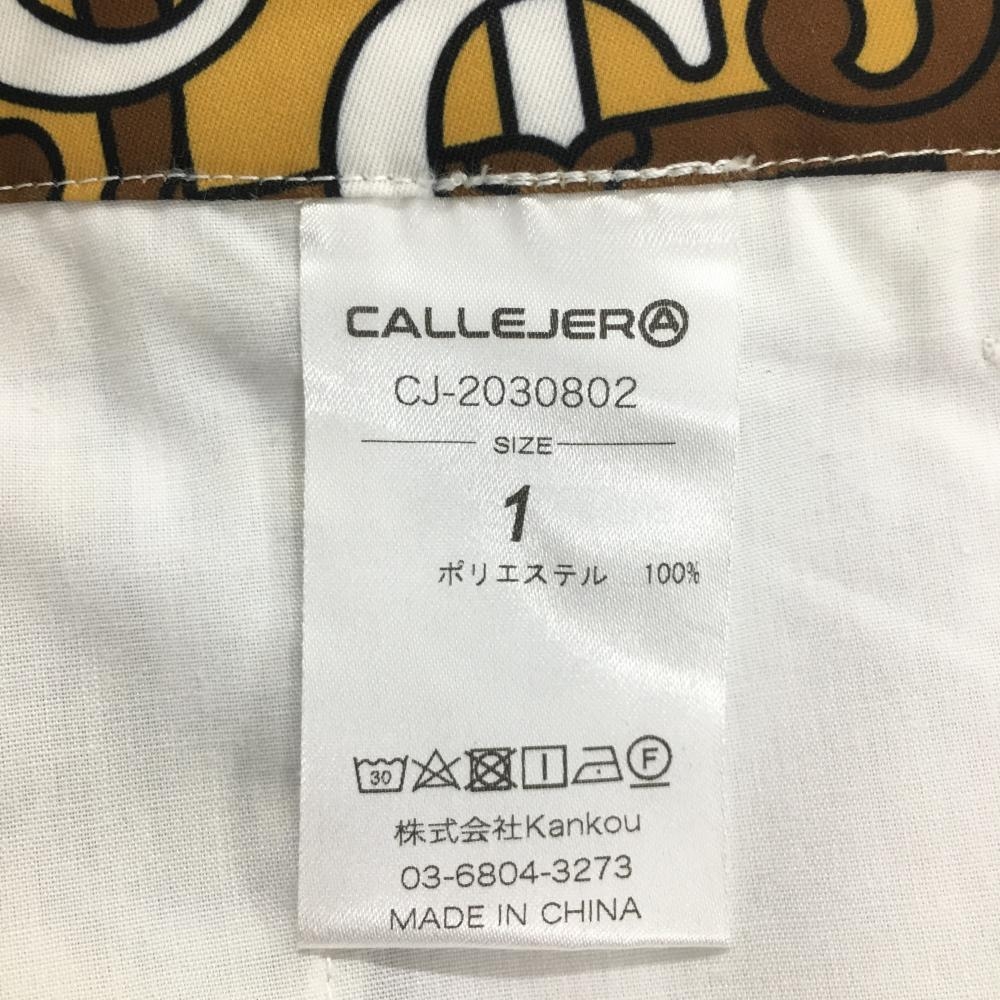 CALLEJERA
CJ-2030802
SIZE
1
ポリエステル 100%
30 F
株式会社Kankou
03-6804-3273
MADE IN CHINA